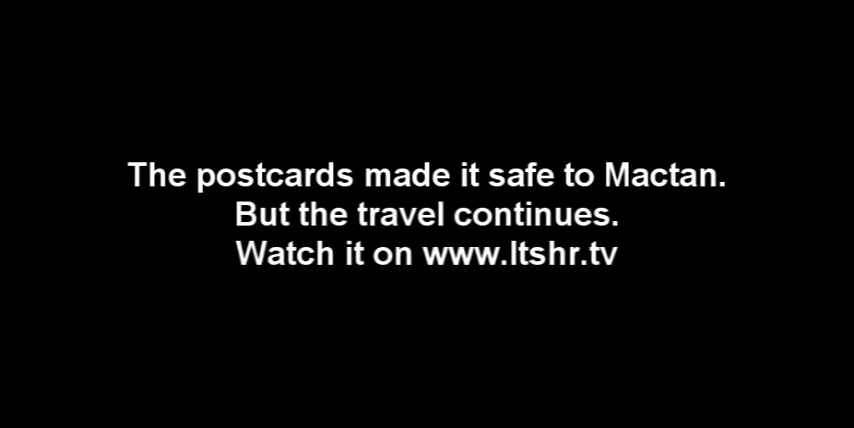 The postcards made it safe to Mactan.
But the travel continues.
Watch it on www.ltshr.tv